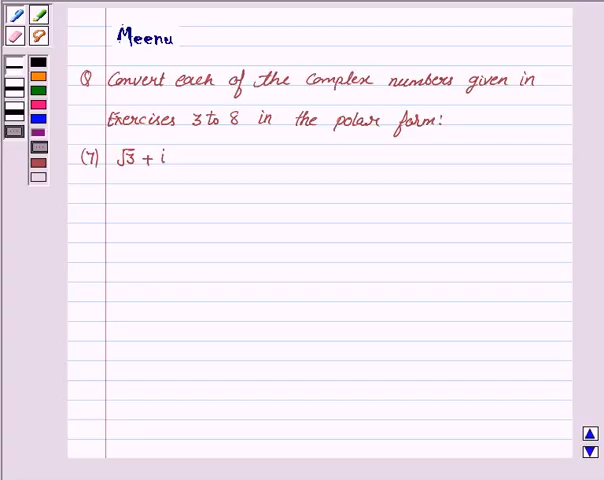 Meenu
Q Convert each of the complex numbers given in
Exercises 3 to 8 in the polar form:
(7) √3 + i